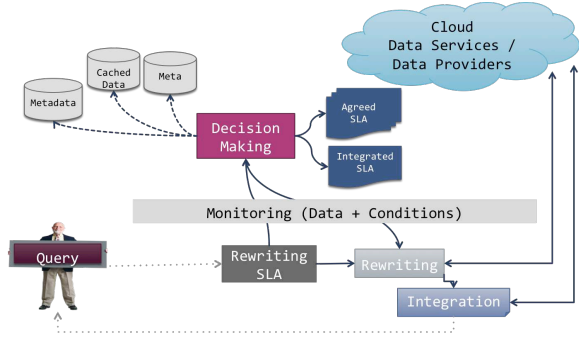 Cloud
Data Services /
Data Providers
Cached
Data
Meta
Metadata
Decision
Making
Agreed
SLA
Integrated
SLA
Monitoring (Data + Conditions)
Query
Rewriting
SLA
Rewriting
Integration